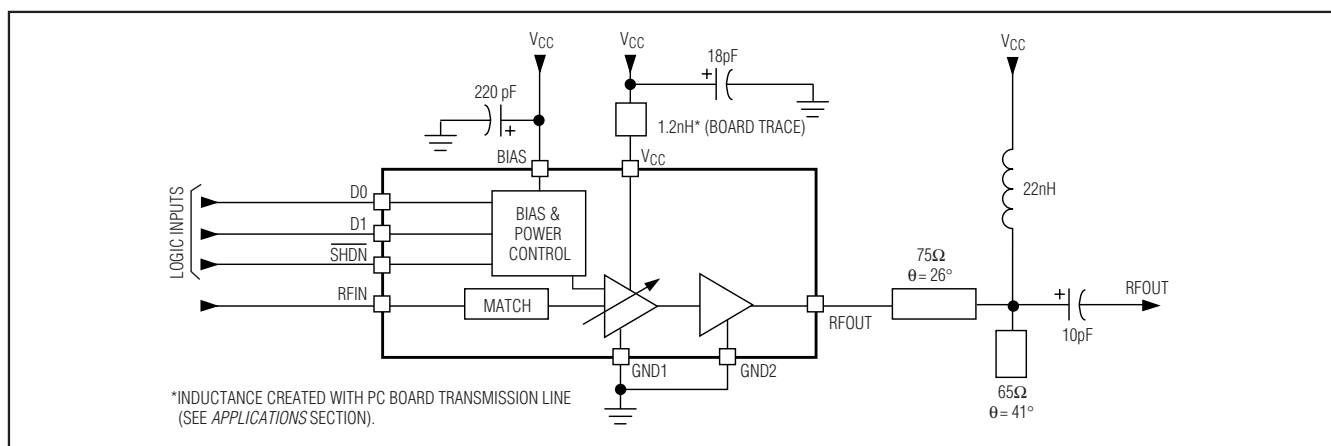 VCC
VCC
18pF
VCC
220 pF
1.2nH* (BOARD TRACE)
BIAS
VCC
LOGIC INPUTS
D0
D1
SHDN
RFIN
BIAS &
POWER
CONTROL
MATCH
22nH
75Ω
θ = 26°
RFOUT
RFOUT
10pF
GND1
GND2
65Ω
θ = 41°
*INDUCTANCE CREATED WITH PC BOARD TRANSMISSION LINE
(SEE APPLICATIONS SECTION).